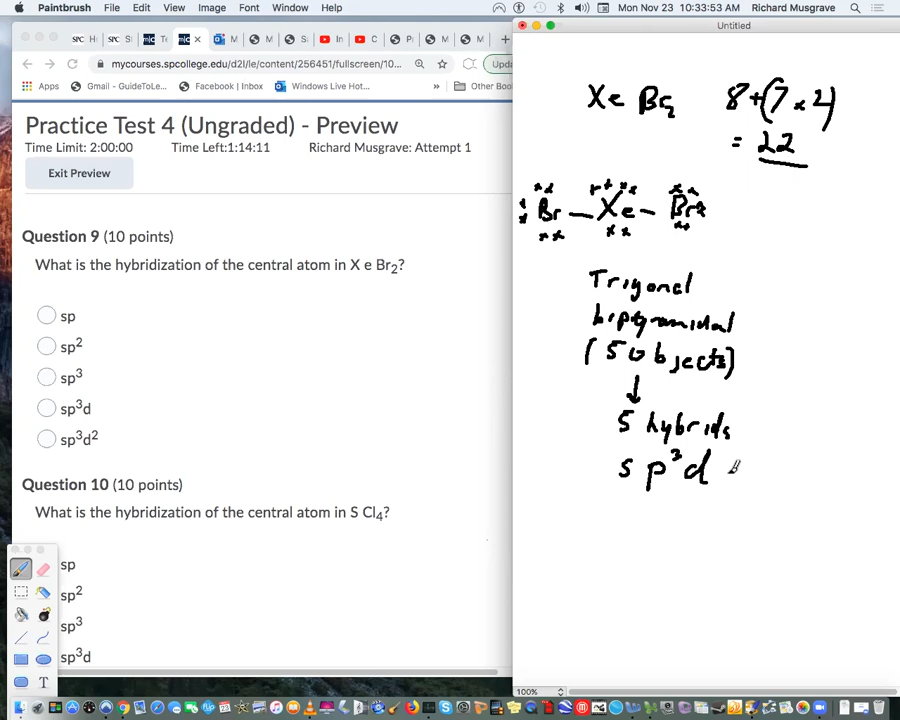 Paintbrush File Edit View Image Font Window Help
Mon Nov 23 10:33:53 AM Richard Musgrave
Untitled
mycourses.spcollege.edu/d2l/le/content/256451/fullscreen/10...
Apps Gmail - GuideToLe... Facebook | Inbox Windows Live Hot... » Other Boo
Practice Test 4 (Ungraded) - Preview
Time Limit: 2:00:00 Time Left:1:14:11 Richard Musgrave: Attempt 1
Exit Preview
Question 9 (10 points)
What is the hybridization of the central atom in X e Br₂?
sp
sp²
sp³
sp³d
sp³d²
Question 10 (10 points)
What is the hybridization of the central atom in S Cl₄?
sp
sp²
sp³
sp³d
Xe Br₂ 8+(7×2)
= 22
Br — Xe — Br
Trigonal
bipyramidal
(5 objects)
↓
5 hybrids
sp³d
100%